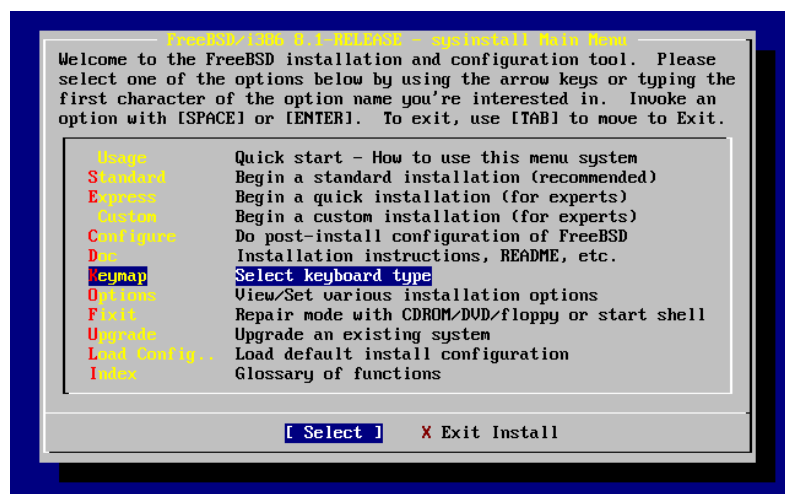 FreeBSD/i386 8.1-RELEASE - sysinstall Main Menu
Welcome to the FreeBSD installation and configuration tool.  Please
select one of the options below by using the arrow keys or typing the
first character of the option name you're interested in.  Invoke an
option with [SPACE] or [ENTER].  To exit, use [TAB] to move to Exit.
Usage Quick start - How to use this menu system
Standard Begin a standard installation (recommended)
Express Begin a quick installation (for experts)
Custom Begin a custom installation (for experts)
Configure Do post-install configuration of FreeBSD
Doc Installation instructions, README, etc.
Keymap Select keyboard type
Options View/Set various installation options
Fixit Repair mode with CDROM/DVD/floppy or start shell
Upgrade Upgrade an existing system
Load Config.. Load default install configuration
Index Glossary of functions
[ Select ] X Exit Install